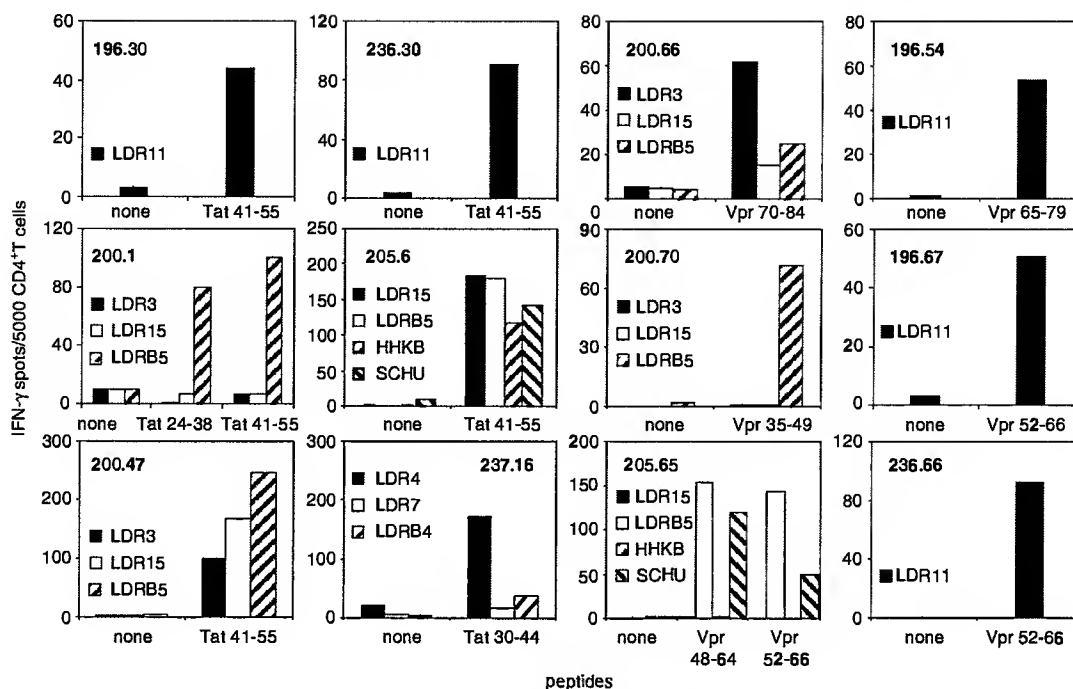 IFN-γ spots/5000 CD4⁺T cells
60
40
20
0
196.30
LDR11
none
Tat 41-55
120
80
40
0
236.30
LDR11
none
Tat 41-55
80
60
40
20
0
200.66
LDR3
LDR15
LDRB5
none
Vpr 70-84
80
60
40
20
0
196.54
LDR11
none
Vpr 65-79
120
80
40
0
200.1
LDR3
LDR15
LDRB5
none
Tat 24-38
Tat 41-55
250
200
150
100
50
0
205.6
LDR15
LDRB5
HHKB
SCHU
none
Tat 41-55
90
60
30
0
200.70
LDR3
LDR15
LDRB5
none
Vpr 35-49
60
40
20
0
196.67
LDR11
none
Vpr 52-66
300
200
100
0
200.47
LDR3
LDR15
LDRB5
none
Tat 41-55
300
200
100
0
237.16
LDR4
LDR7
LDRB4
none
Tat 30-44
200
150
100
50
0
205.65
LDR15
LDRB5
HHKB
SCHU
none
Vpr
48-64
Vpr
52-66
120
80
40
0
236.66
LDR11
none
Vpr 52-66
peptides